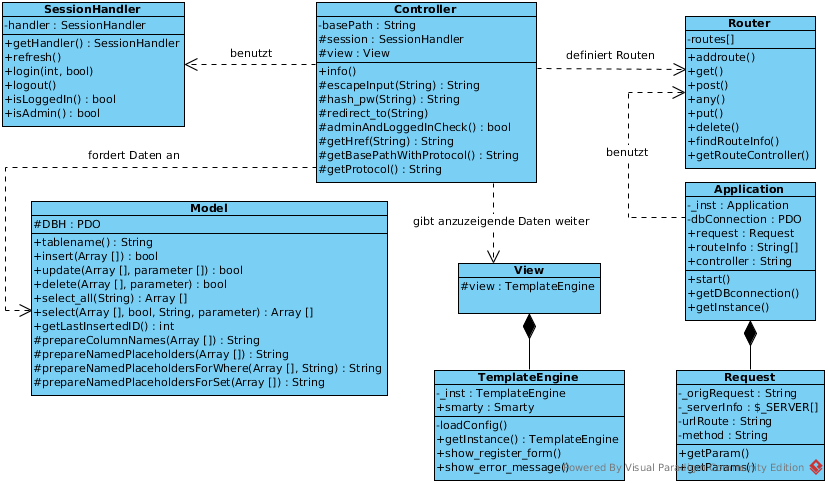 SessionHandler
-handler : SessionHandler
+getHandler() : SessionHandler
+refresh()
+login(int, bool)
+logout()
+isLoggedIn() : bool
+isAdmin() : bool
benutzt
Controller
-basePath : String
#session : SessionHandler
#view : View
+info()
#escapeInput(String) : String
#hash_pw(String) : String
#redirect_to(String)
#adminAndLoggedInCheck() : bool
#getHref(String) : String
#getBasePathWithProtocol() : String
#getProtocol() : String
definiert Routen
Router
-routes[]
+addroute()
+get()
+post()
+any()
+put()
+delete()
+findRouteInfo()
+getRouteController()
benutzt
fordert Daten an
Model
#DBH : PDO
+tablename() : String
+insert(Array []) : bool
+update(Array [], parameter []) : bool
+delete(Array [], parameter) : bool
+select_all(String) : Array []
+select(Array [], bool, String, parameter) : Array []
+getLastInsertedID() : int
#prepareColumnNames(Array []) : String
#prepareNamedPlaceholders(Array []) : String
#prepareNamedPlaceholdersForWhere(Array [], String) : String
#prepareNamedPlaceholdersForSet(Array []) : String
gibt anzuzeigende Daten weiter
View
#view : TemplateEngine
Application
-_inst : Application
-dbConnection : PDO
+request : Request
+routeInfo : String[]
+controller : String
+start()
+getDBconnection()
+getInstance()
TemplateEngine
-_inst : TemplateEngine
+smarty : Smarty
-loadConfig()
+getInstance() : TemplateEngine
+show_register_form()
+show_error_message()
Request
-_origRequest : String
-_serverInfo : $_SERVER[]
-urlRoute : String
-method : String
+getParam()
+getParams()
Powered By Visual Paradigm Community Edition